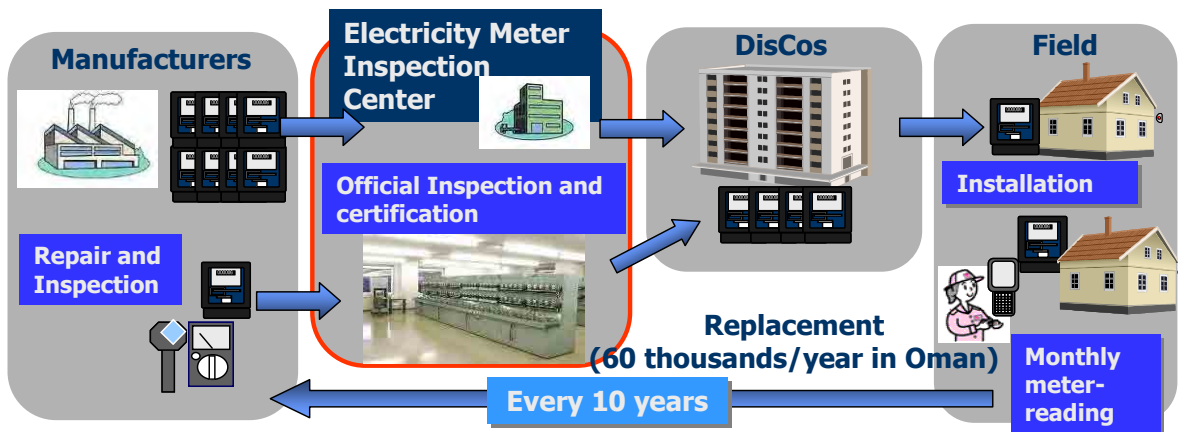 Manufacturers
Repair and
Inspection
Electricity Meter
Inspection
Center
Official Inspection and
certification
DisCos
Field
Installation
Monthly
meter-
reading
Replacement
(60 thousands/year in Oman)
Every 10 years